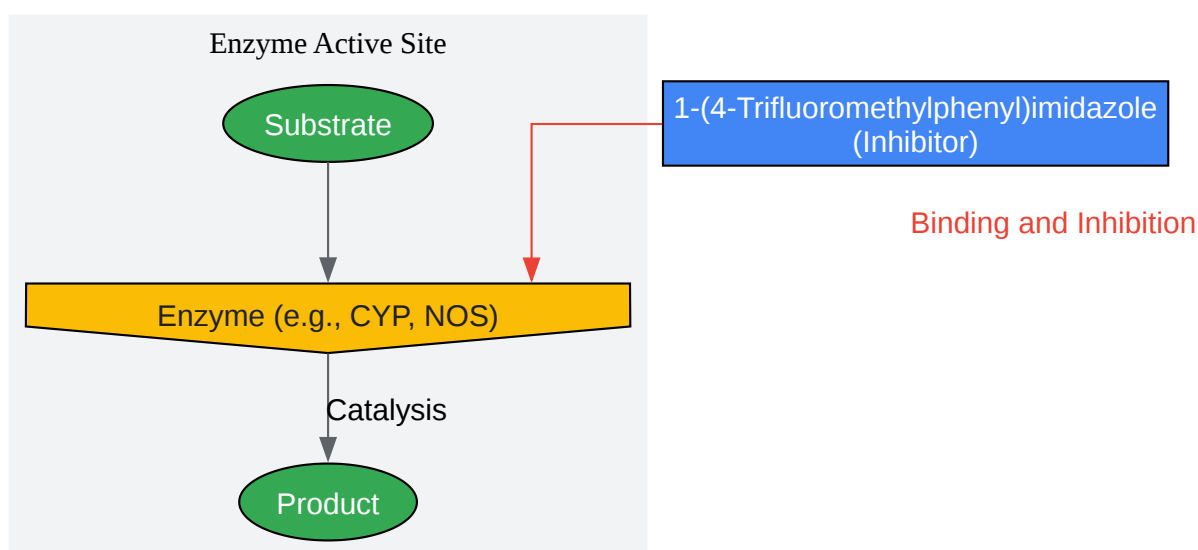 Enzyme Active Site
Substrate
1-(4-Trifluoromethylphenyl)imidazole
(Inhibitor)
Binding and Inhibition
Enzyme (e.g., CYP, NOS)
Catalysis
Product